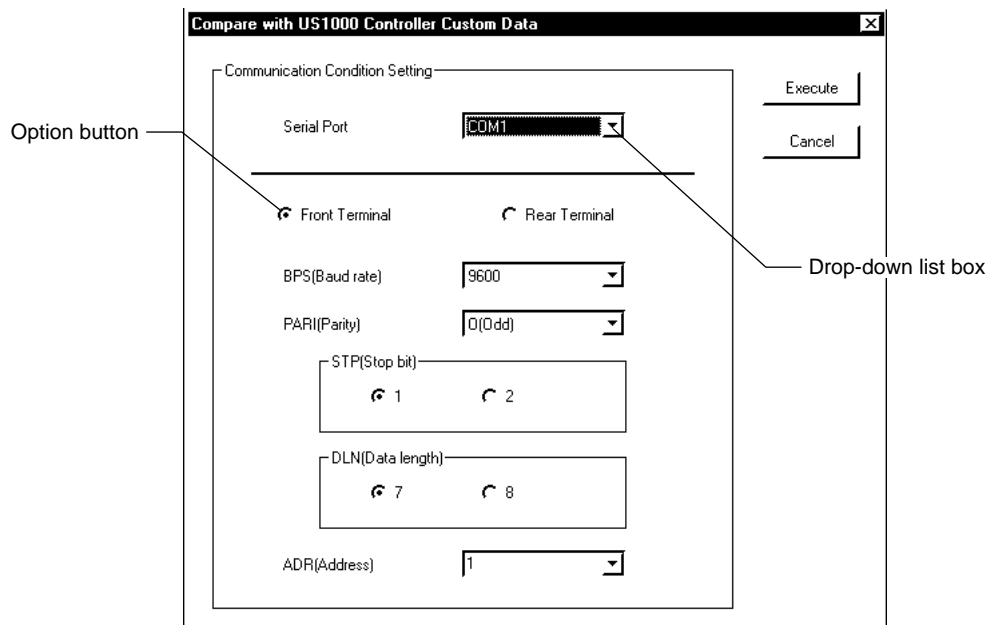 Compare with US1000 Controller Custom Data
Communication Condition Setting
Execute
Serial Port
COM1
Option button
Cancel
Front Terminal
Rear Terminal
Drop-down list box
BPS(Baud rate)
9600
PARI(Parity)
O(Odd)
STP(Stop bit)
1
2
DLN(Data length)
7
8
ADR(Address)
1